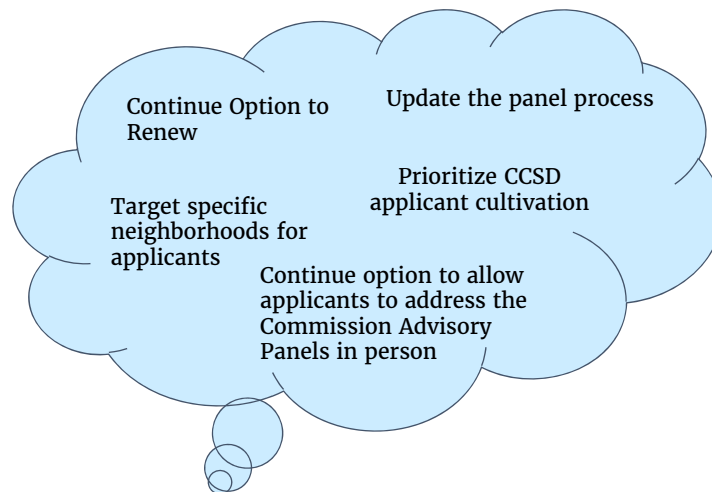 Continue Option to
Renew
Update the panel process
Prioritize CCSD
applicant cultivation
Target specific
neighborhoods for
applicants
Continue option to allow
applicants to address the
Commission Advisory
Panels in person